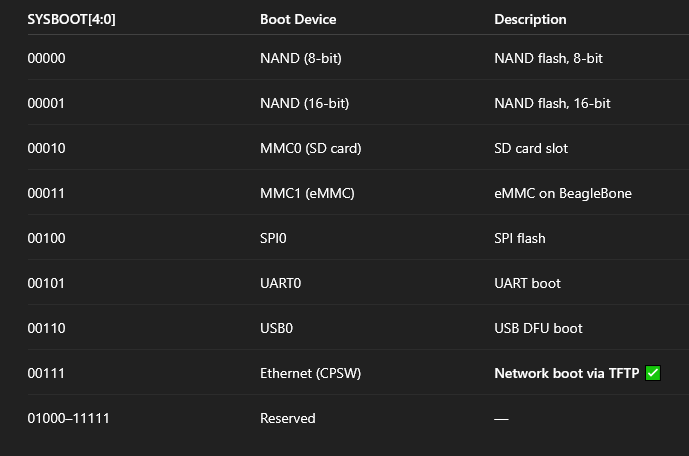 SYSBOOT[4:0] Boot Device Description
00000 NAND (8-bit) NAND flash, 8-bit
00001 NAND (16-bit) NAND flash, 16-bit
00010 MMC0 (SD card) SD card slot
00011 MMC1 (eMMC) eMMC on BeagleBone
00100 SPI0 SPI flash
00101 UART0 UART boot
00110 USB0 USB DFU boot
00111 Ethernet (CPSW) Network boot via TFTP ✅
01000–11111 Reserved —